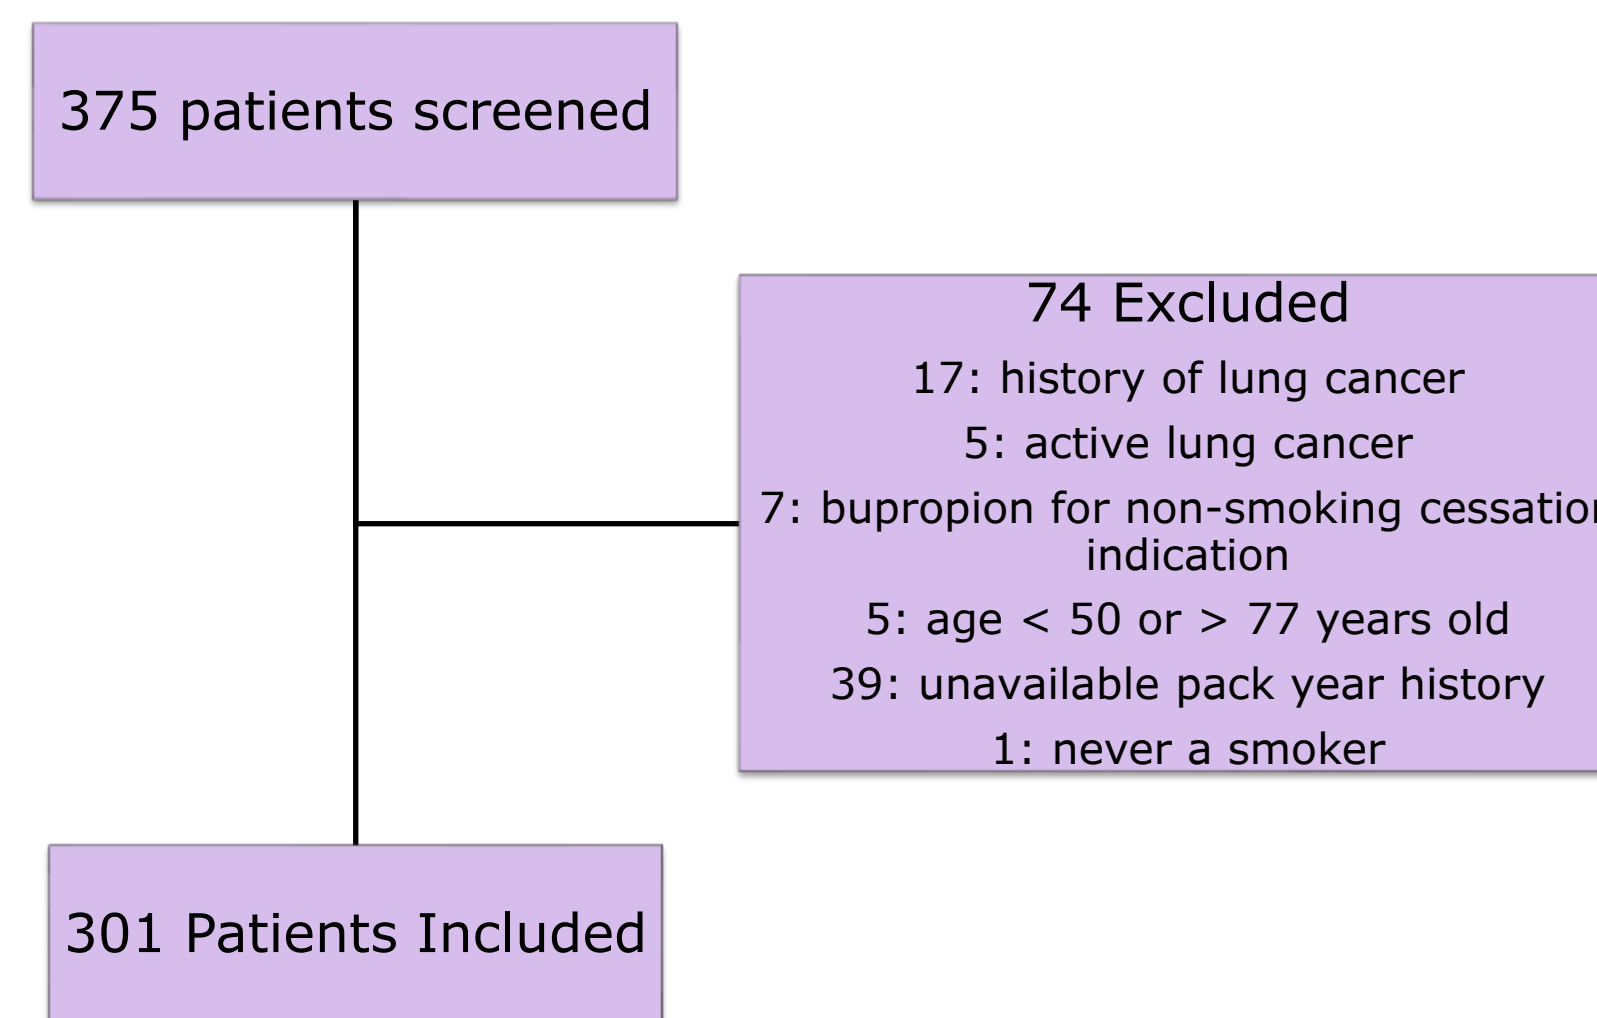 375 patients screened
74 Excluded
17: history of lung cancer
5: active lung cancer
7: bupropion for non-smoking cessation
indication
5: age < 50 or > 77 years old
39: unavailable pack year history
1: never a smoker
301 Patients Included